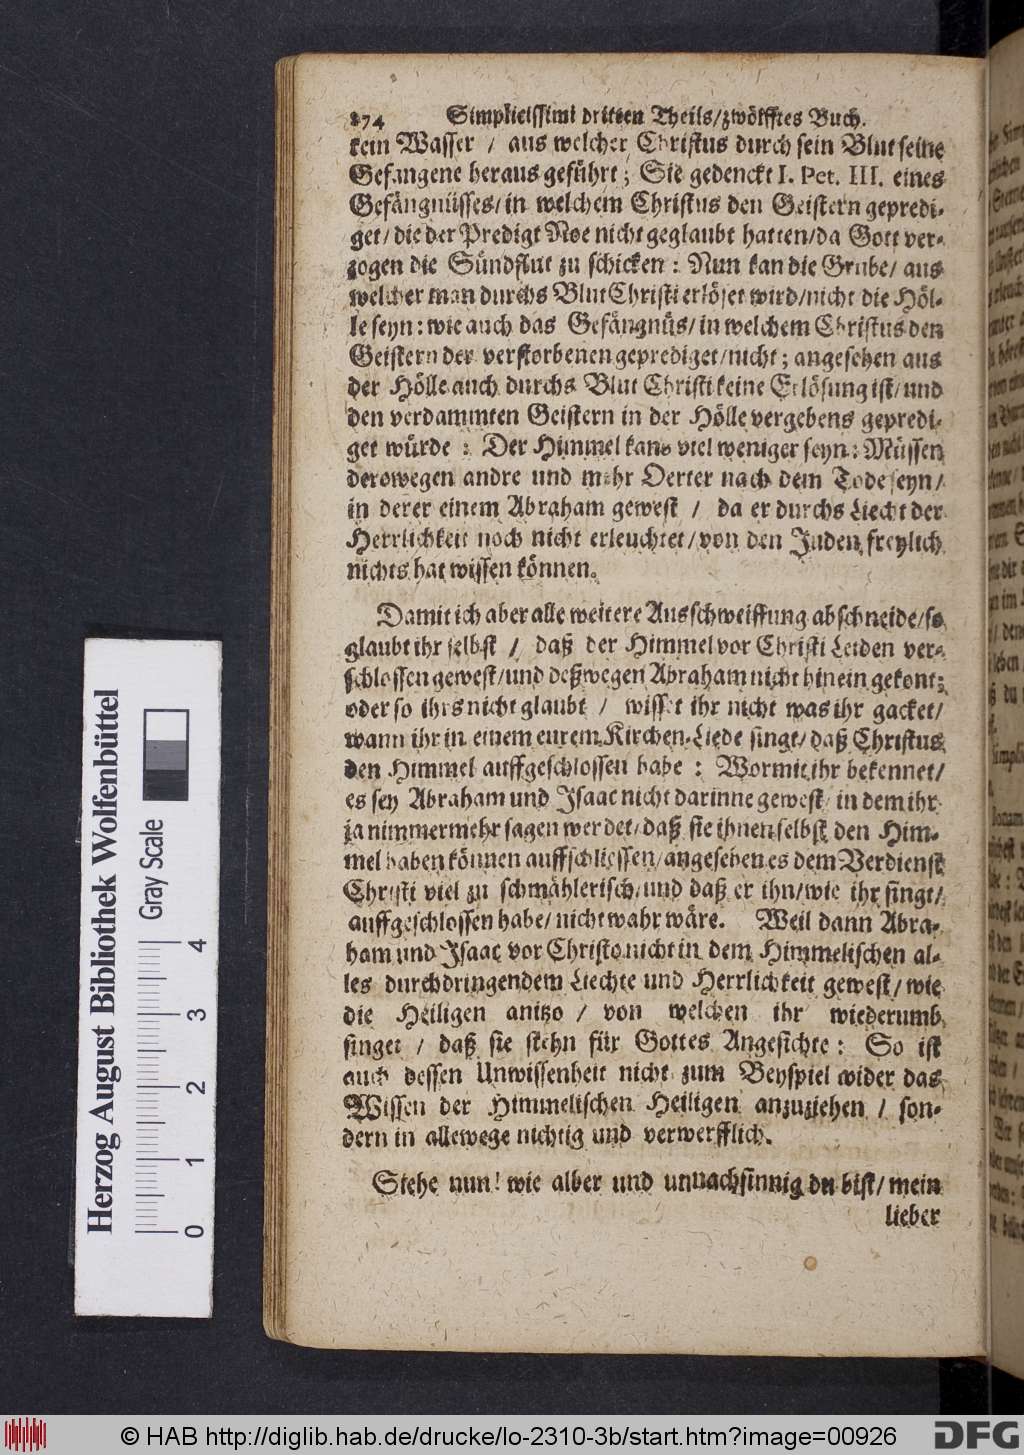 274 Simplicissimi dritten Theils/zwölfftes Buch.
kein Wasser / aus welcher Christus durch sein Blut seine
Gefangene heraus geführt; Sie gedenckt I. Pet. III. eines
Gefängnüsses/in welchem Christus den Geistern gepredi-
get/die der Predigt Noe nicht geglaubt hatten/da Gott ver-
zogen die Sündflut zu schicken: Nun kan die Grube/ aus
welcher man durchs Blut Christi erlöset wird/nicht die Höl-
le seyn: wie auch das Gefängnüs/in welchem Christus den
Geistern der verstorbenen geprediget/nicht; angesehen aus
der Hölle auch durchs Blut Christi keine Erlösung ist/und
den verdammten Geistern in der Hölle vergebens gepredi-
get würde: Der Himmel kans viel weniger seyn: Müssen
derowegen andre und mehr Oerter nach dem Tode seyn/
in derer einem Abraham gewest / da er durchs Liecht der
Herrlichkeit noch nicht erleuchtet/von den Juden freylich
nichts hat wissen können.
Damit ich aber alle weitere Ausschweiffung abschneide/so
glaubt ihr selbst / daß der Himmel vor Christi Leiden ver-
schlossen gewest/und deßwegen Abraham nicht hinein gekont;
oder so ihrs nicht glaubt / wisset ihr nicht was ihr gacket/
wann ihr in einem eurem Kirchen-Liede singt/daß Christus
den Himmel auffgeschlossen habe: Wormit ihr bekennet/
es sey Abraham und Isaac nicht darinne gewest/in dem ihr
ja nimmermehr sagen werdet/daß sie ihnen selbst den Him-
mel haben können auffschliessen/angesehen es dem Verdienst
Christi viel zu schmählerisch/und daß er ihn/wie ihr singt/
auffgeschlossen habe/nicht wahr wäre. Weil dann Abra-
ham und Isaac vor Christo nicht in dem Himmelischen al-
les durchdringendem Liechte und Herrlichkeit gewest/wie
die Heiligen anitzo / von welchen ihr wiederumb
singet / daß sie stehn für Gottes Angesichte: So ist
auch dessen Unwissenheit nicht zum Beyspiel wider das
Wissen der Himmelischen Heiligen anzuziehen / son-
dern in allewege nichtig und verwerfflich.
Siehe nun! wie alber und unnachsinnig du bist/mein
lieber
Herzog August Bibliothek Wolfenbüttel
Gray Scale
0 1 2 3 4
© HAB http://diglib.hab.de/drucke/lo-2310-3b/start.htm?image=00926
DFG